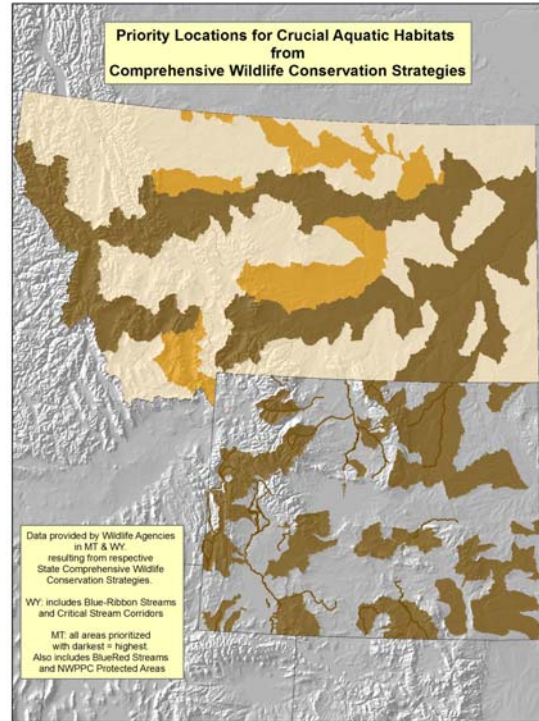 Priority Locations for Crucial Aquatic Habitats
from
Comprehensive Wildlife Conservation Strategies
Data provided by Wildlife Agencies
in MT & WY.
resulting from respective
State Comprehensive Wildlife
Conservation Strategies.
WY: includes Blue-Ribbon Streams
and Critical Stream Corridors
MT: all areas prioritized
with darkest = highest.
Also includes BlueRed Streams
and NWPPC Protected Areas